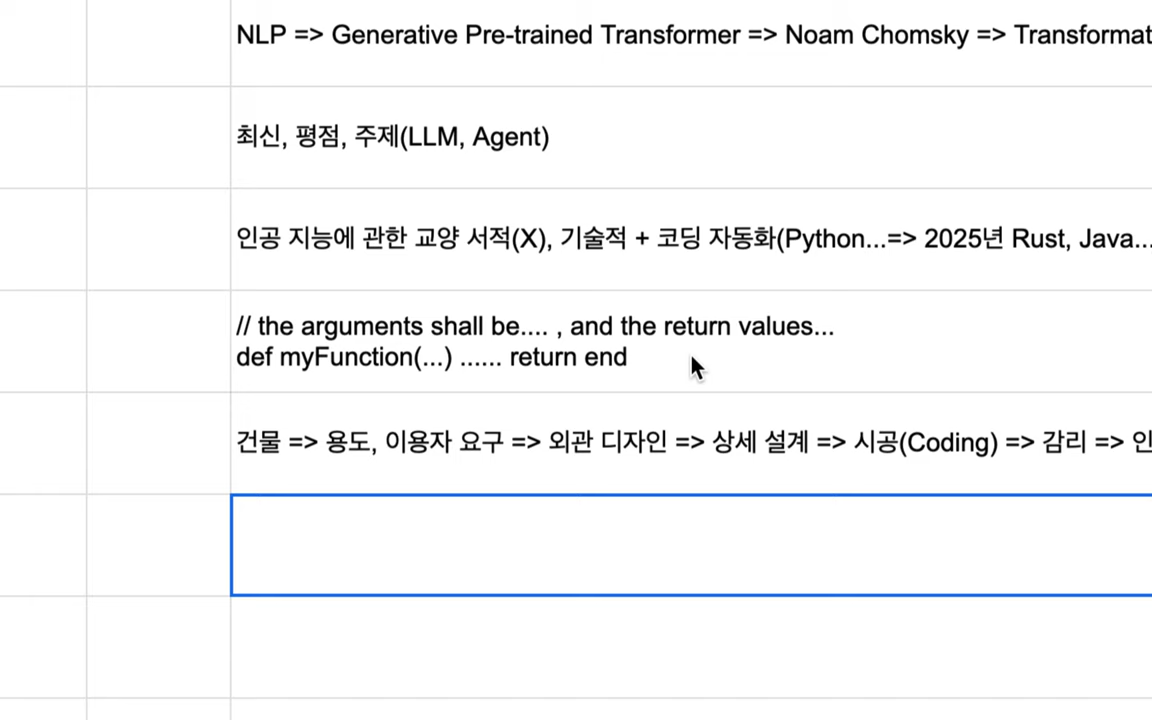 NLP => Generative Pre-trained Transformer => Noam Chomsky => Transformat
최신, 평점, 주제(LLM, Agent)
인공 지능에 관한 교양 서적(X), 기술적 + 코딩 자동화(Python...=> 2025년 Rust, Java...
// the arguments shall be.... , and the return values...
def myFunction(...) ...... return end
건물 => 용도, 이용자 요구 => 외관 디자인 => 상세 설계 => 시공(Coding) => 감리 => 인